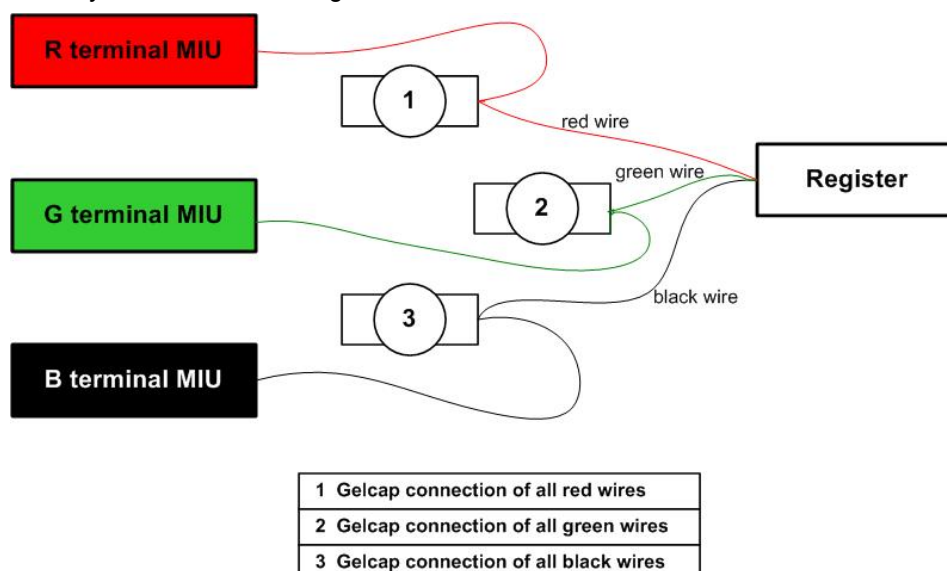 R terminal MIU
1
red wire
green wire
Register
G terminal MIU
2
black wire
3
B terminal MIU
1 Gelcap connection of all red wires
2 Gelcap connection of all green wires
3 Gelcap connection of all black wires